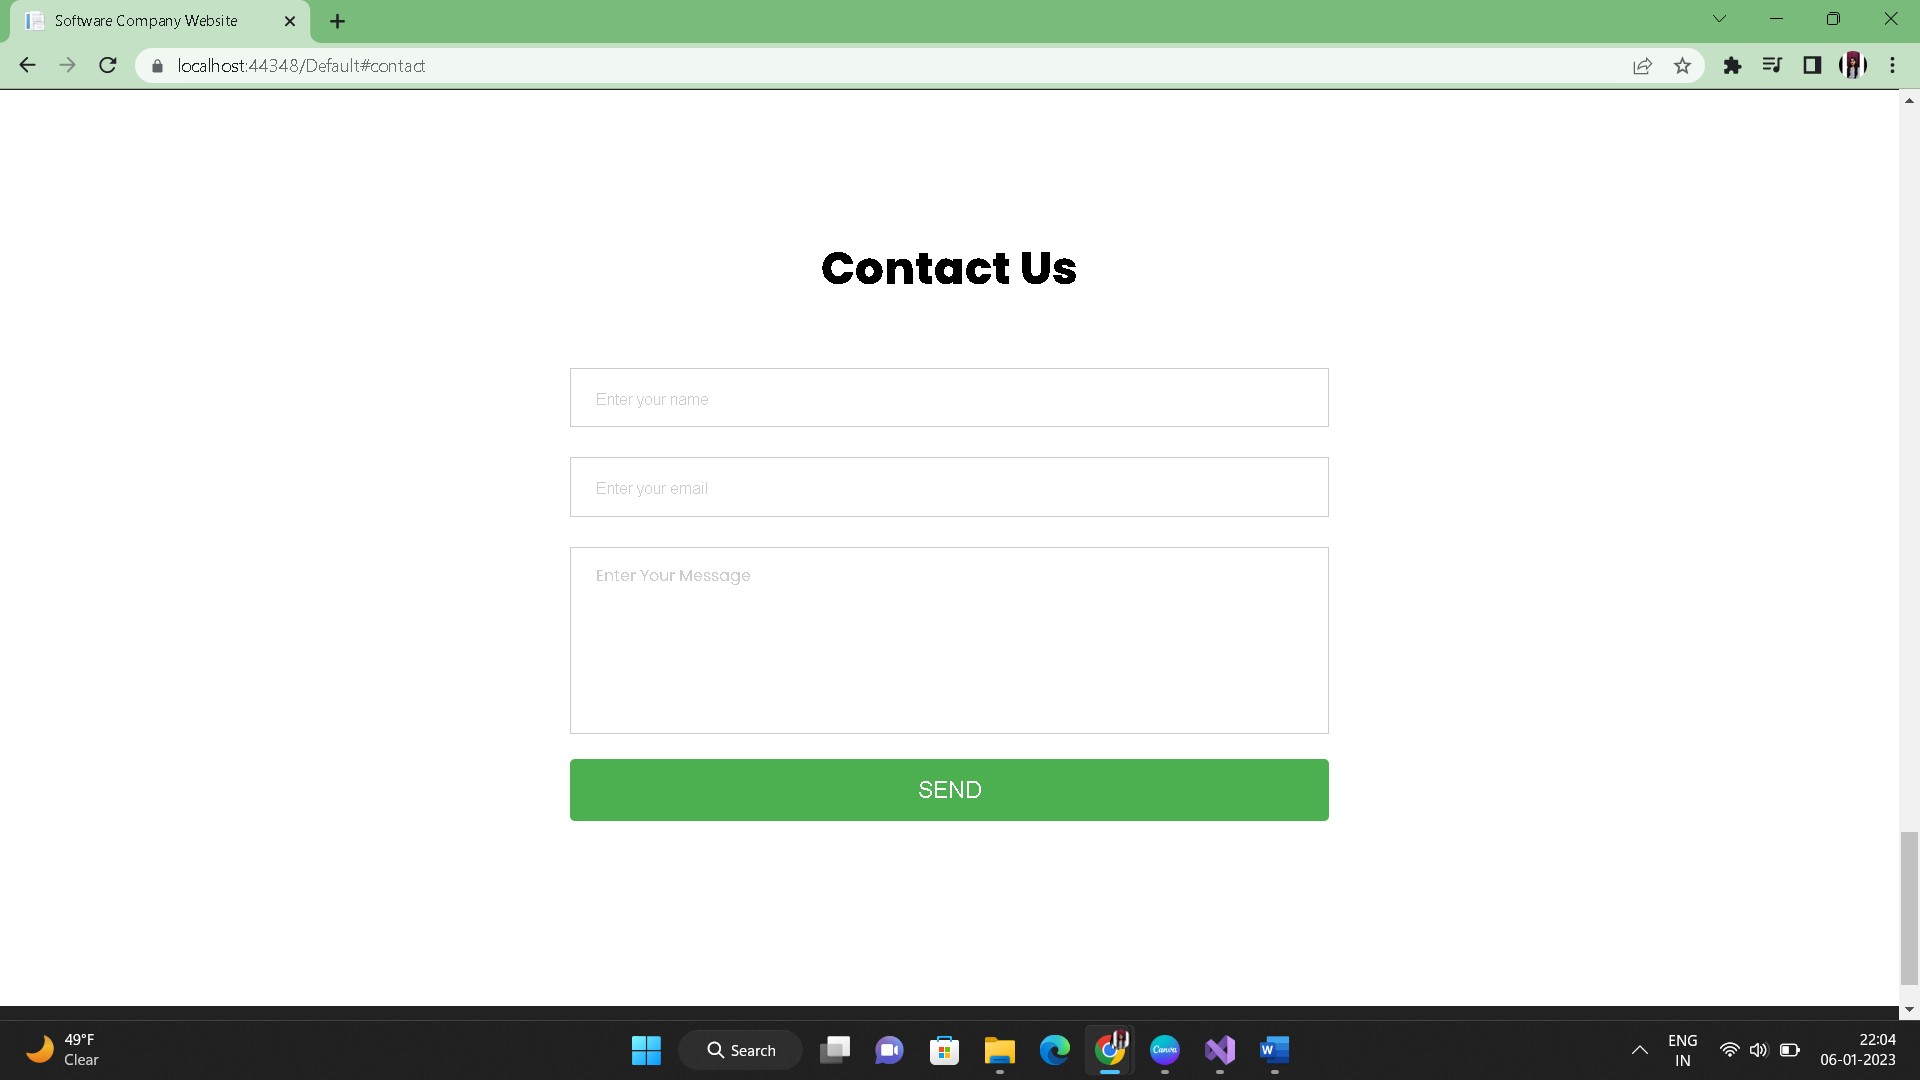 Software Company Website
localhost:44348/Default#contact
Contact Us
Enter your name
Enter your email
Enter Your Message
SEND
49°F
Clear
Search
Canva
W
ENG
IN
22:04
06-01-2023